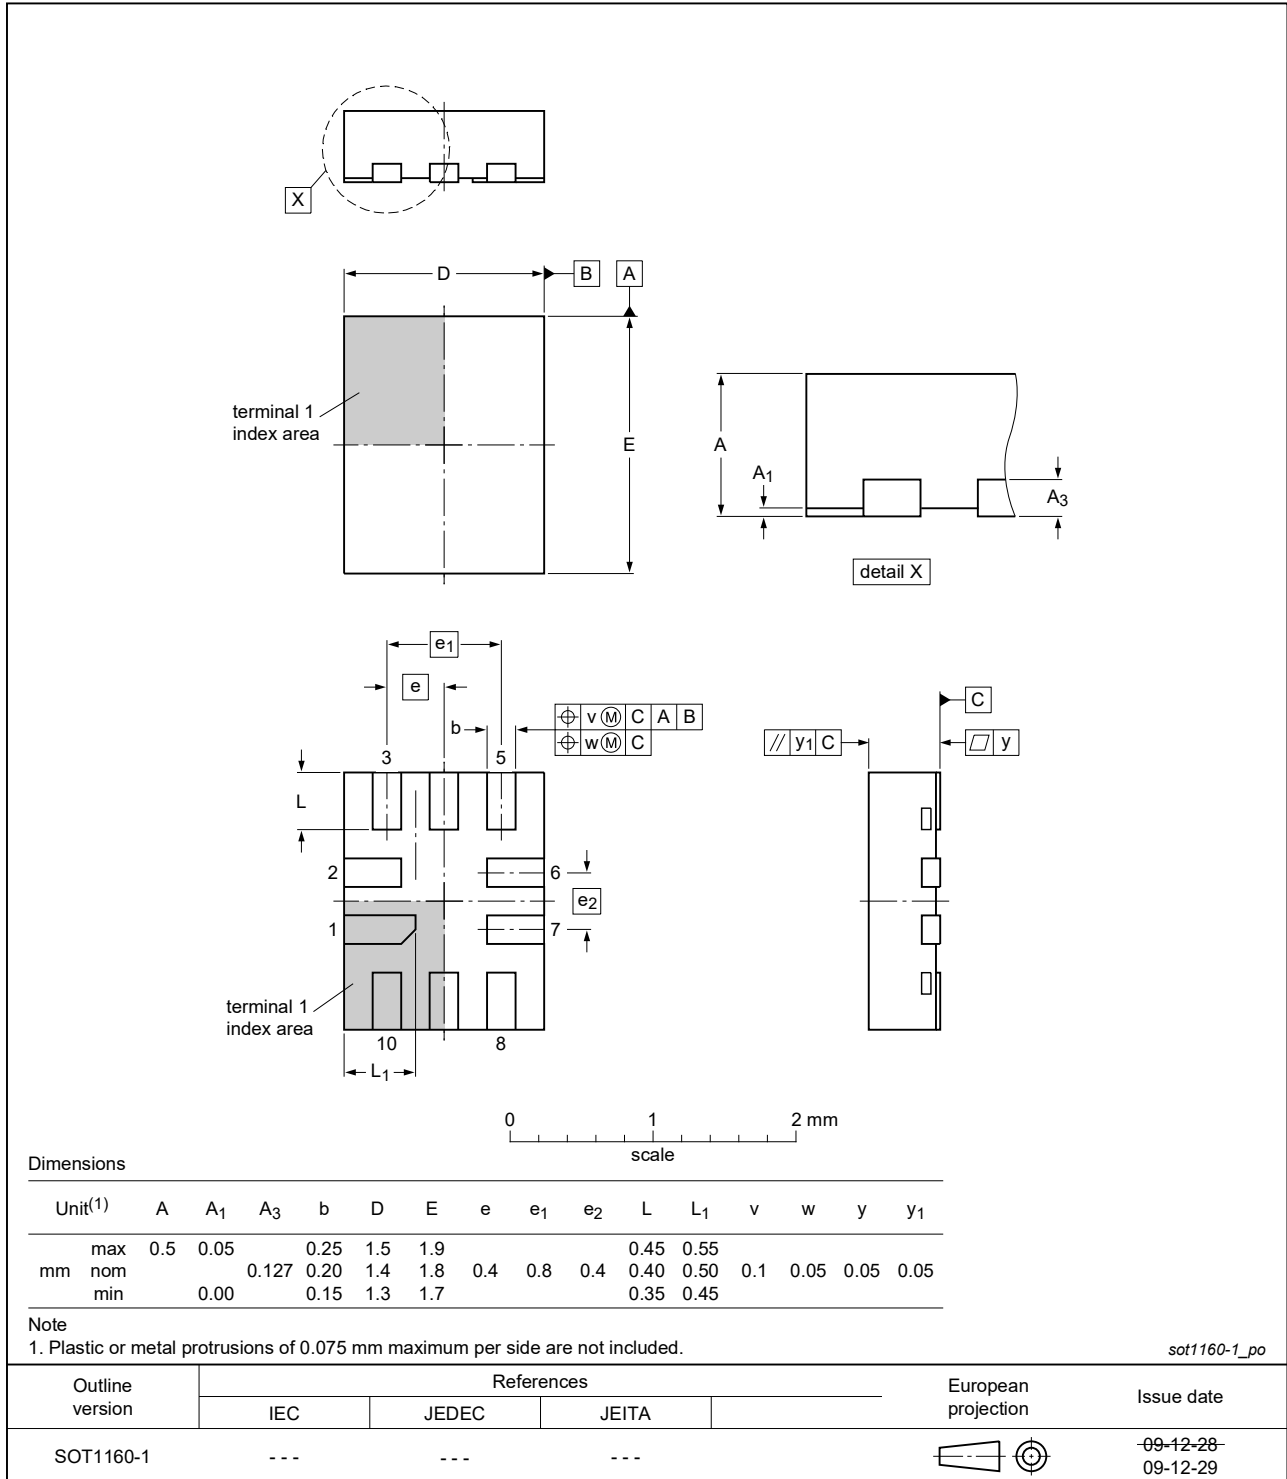 X
D
B
A
terminal 1
index area
E
A
A1
A3
detail X
e1
e
b
v M C A B
w M C
C
// y1 C
y
3
5
L
2
6
e2
1
7
terminal 1
index area
10
8
L1
0 1 2 mm
scale
Dimensions
Unit(1) A A1 A3 b D E e e1 e2 L L1 v w y y1
max 0.5 0.05 0.25 1.5 1.9 0.45 0.55
mm nom 0.127 0.20 1.4 1.8 0.4 0.8 0.4 0.40 0.50 0.1 0.05 0.05 0.05
min 0.00 0.15 1.3 1.7 0.35 0.45
Note
1. Plastic or metal protrusions of 0.075 mm maximum per side are not included.
sot1160-1_po
Outline
version
References
IEC JEDEC JEITA
European
projection
Issue date
SOT1160-1 - - - - - - - - -
09-12-28
09-12-29